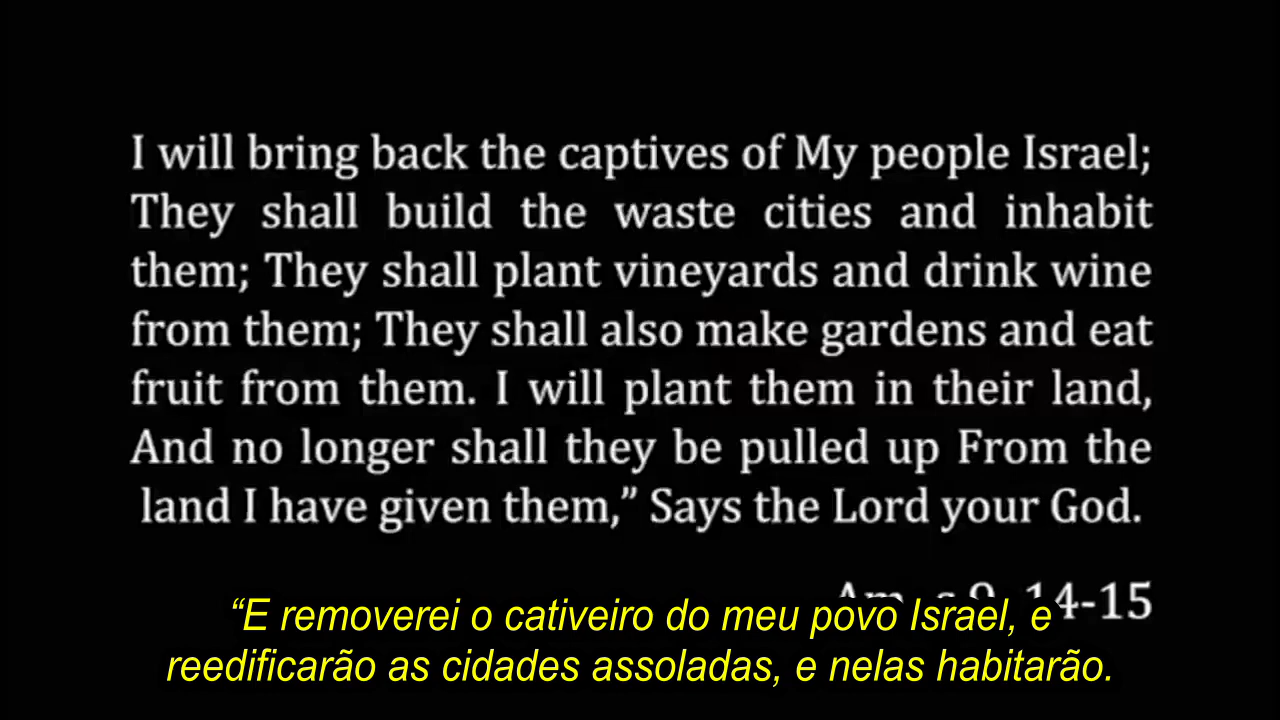 I will bring back the captives of My people Israel;
They shall build the waste cities and inhabit
them; They shall plant vineyards and drink wine
from them; They shall also make gardens and eat
fruit from them. I will plant them in their land,
And no longer shall they be pulled up From the
land I have given them,” Says the Lord your God.
14-15
“E removerei o cativeiro do meu povo Israel, e
reedificarão as cidades assoladas, e nelas habitarão.